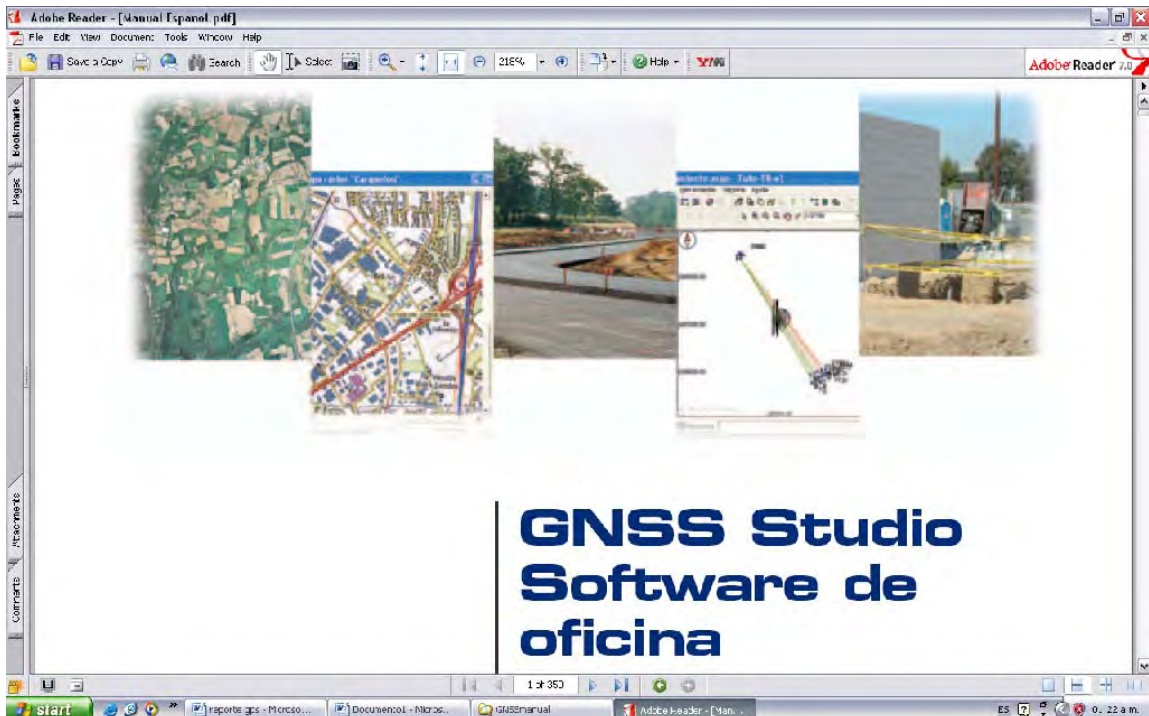 Adobe Reader - [Manual Espanol.pdf]
File Edit View Document Tools Window Help
Save a Copy Search Select 218% Help Y!
Adobe Reader 7.0
Bookmarks
Pages
Attachments
Comments
GNSS Studio
Software de
oficina
1 of 350
start reporte gps - Microso... Documento1 - Micros... GNSSmanual Adobe Reader - [Man... ES